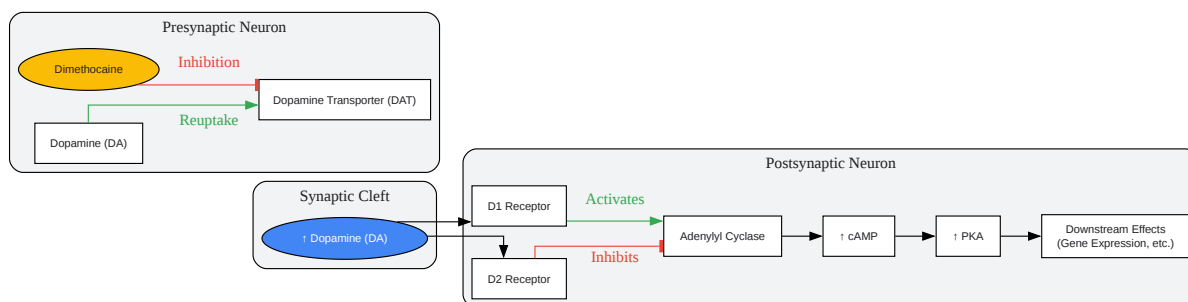 Presynaptic Neuron
Dimethocaine
Inhibition
Dopamine Transporter (DAT)
Reuptake
Dopamine (DA)
Synaptic Cleft
↑ Dopamine (DA)
Postsynaptic Neuron
D1 Receptor
Activates
D2 Receptor
Inhibits
Adenylyl Cyclase
↑ cAMP
↑ PKA
Downstream Effects
(Gene Expression, etc.)